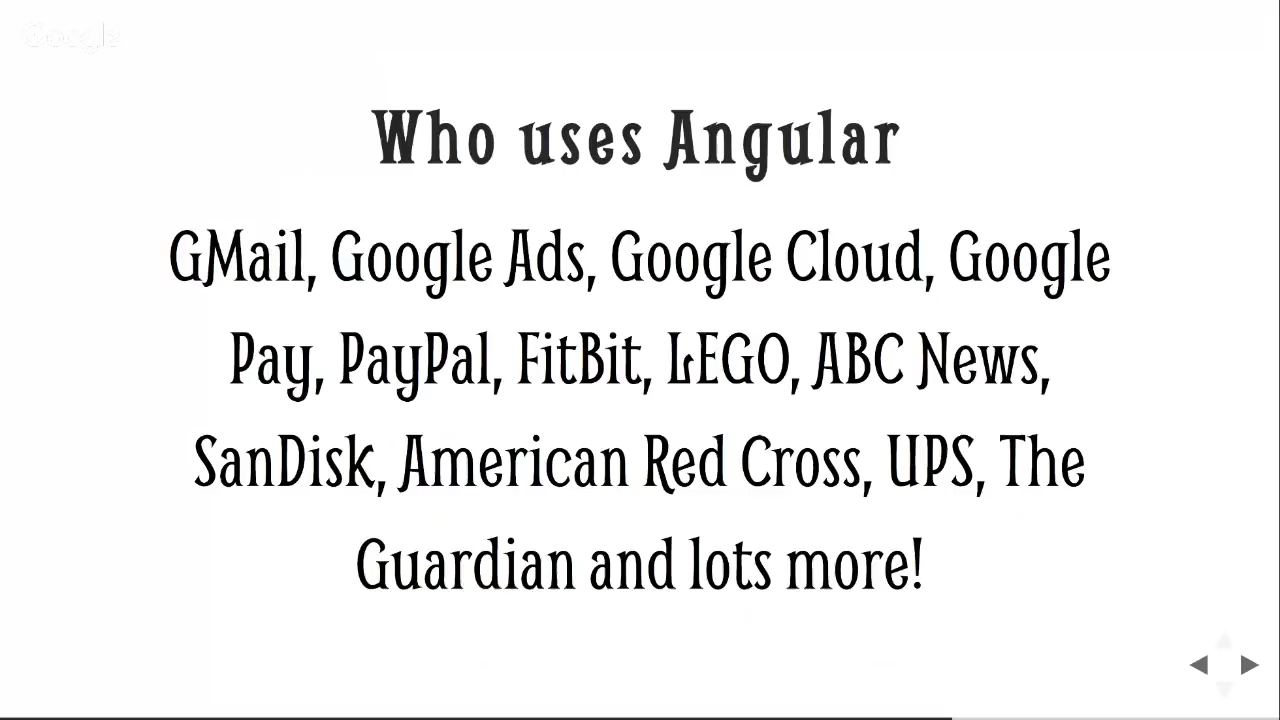 Google
Who uses Angular
GMail, Google Ads, Google Cloud, Google
Pay, PayPal, FitBit, LEGO, ABC News,
SanDisk, American Red Cross, UPS, The
Guardian and lots more!